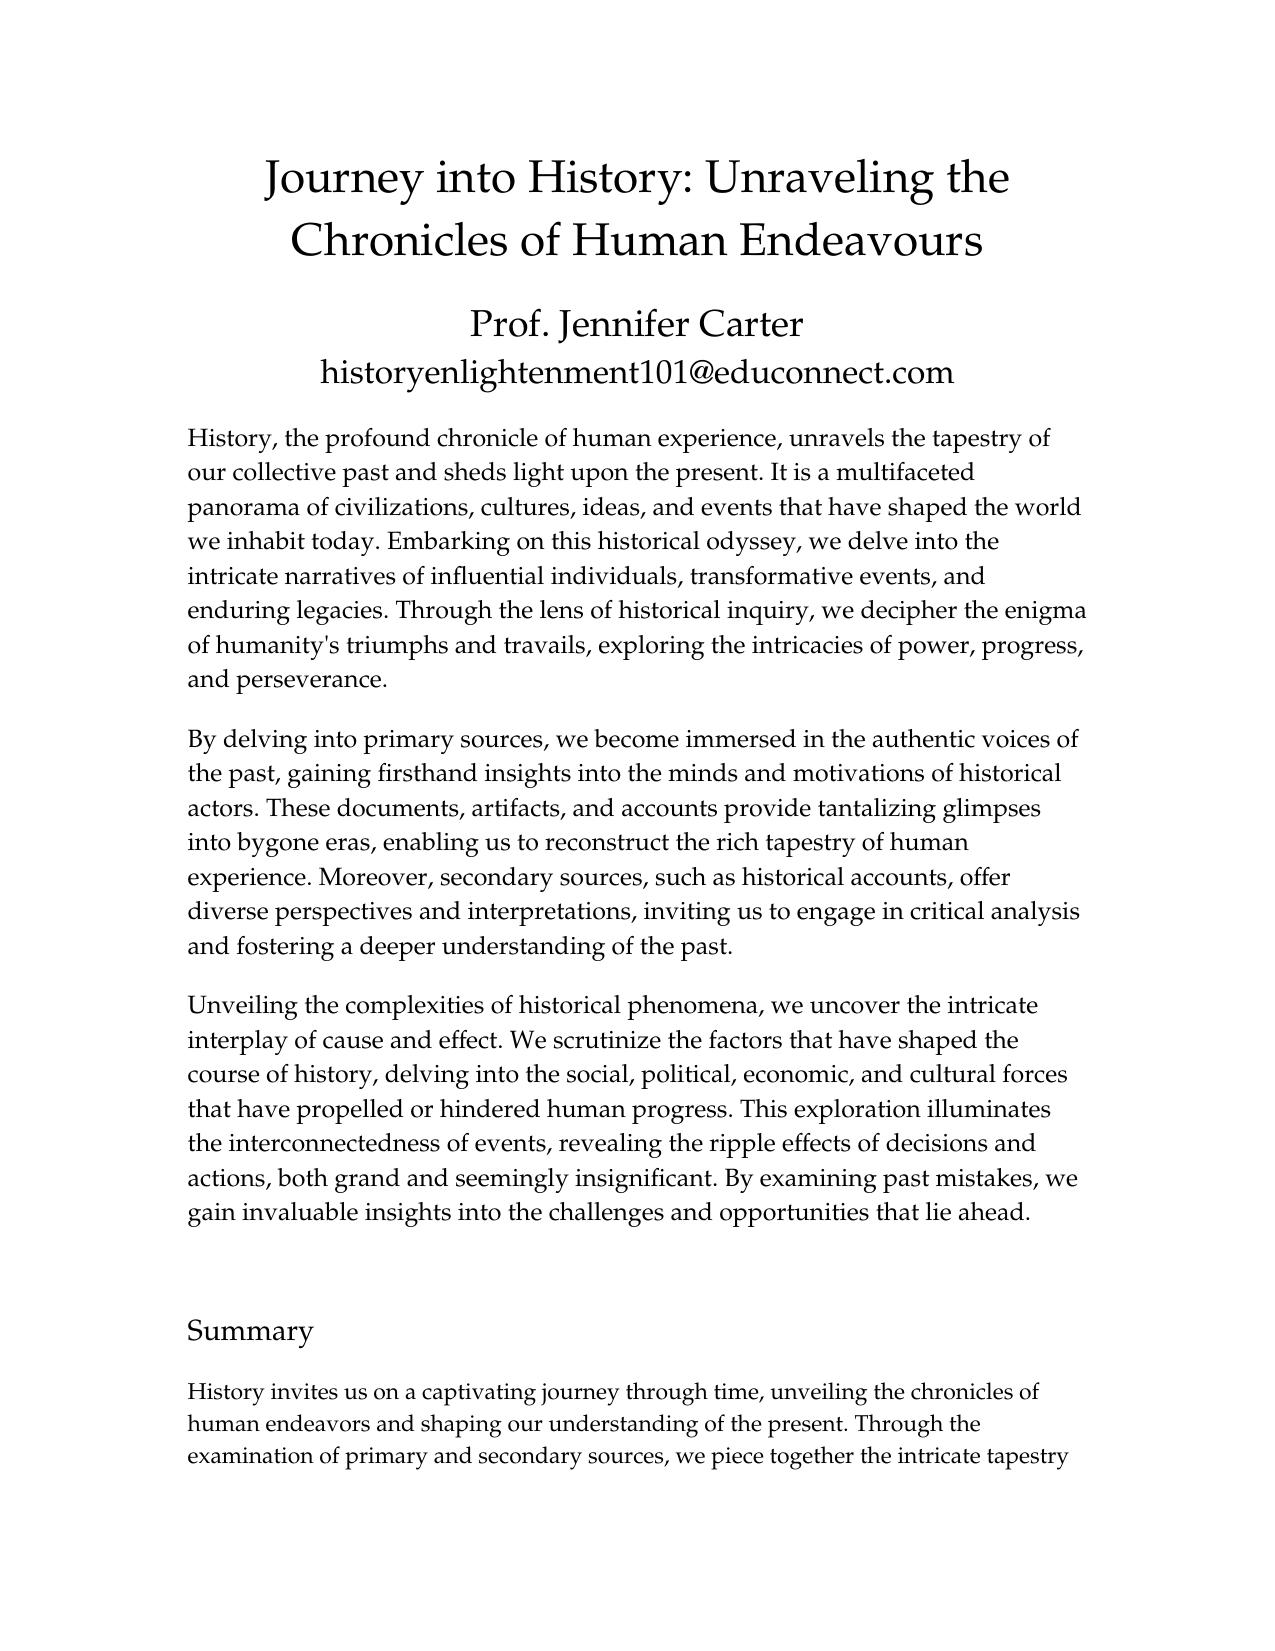 Journey into History: Unraveling the
Chronicles of Human Endeavours
Prof. Jennifer Carter
historyenlightenment101@educonnect.com
History, the profound chronicle of human experience, unravels the tapestry of
our collective past and sheds light upon the present. It is a multifaceted
panorama of civilizations, cultures, ideas, and events that have shaped the world
we inhabit today. Embarking on this historical odyssey, we delve into the
intricate narratives of influential individuals, transformative events, and
enduring legacies. Through the lens of historical inquiry, we decipher the enigma
of humanity's triumphs and travails, exploring the intricacies of power, progress,
and perseverance.
By delving into primary sources, we become immersed in the authentic voices of
the past, gaining firsthand insights into the minds and motivations of historical
actors. These documents, artifacts, and accounts provide tantalizing glimpses
into bygone eras, enabling us to reconstruct the rich tapestry of human
experience. Moreover, secondary sources, such as historical accounts, offer
diverse perspectives and interpretations, inviting us to engage in critical analysis
and fostering a deeper understanding of the past.
Unveiling the complexities of historical phenomena, we uncover the intricate
interplay of cause and effect. We scrutinize the factors that have shaped the
course of history, delving into the social, political, economic, and cultural forces
that have propelled or hindered human progress. This exploration illuminates
the interconnectedness of events, revealing the ripple effects of decisions and
actions, both grand and seemingly insignificant. By examining past mistakes, we
gain invaluable insights into the challenges and opportunities that lie ahead.
Summary
History invites us on a captivating journey through time, unveiling the chronicles of
human endeavors and shaping our understanding of the present. Through the
examination of primary and secondary sources, we piece together the intricate tapestry